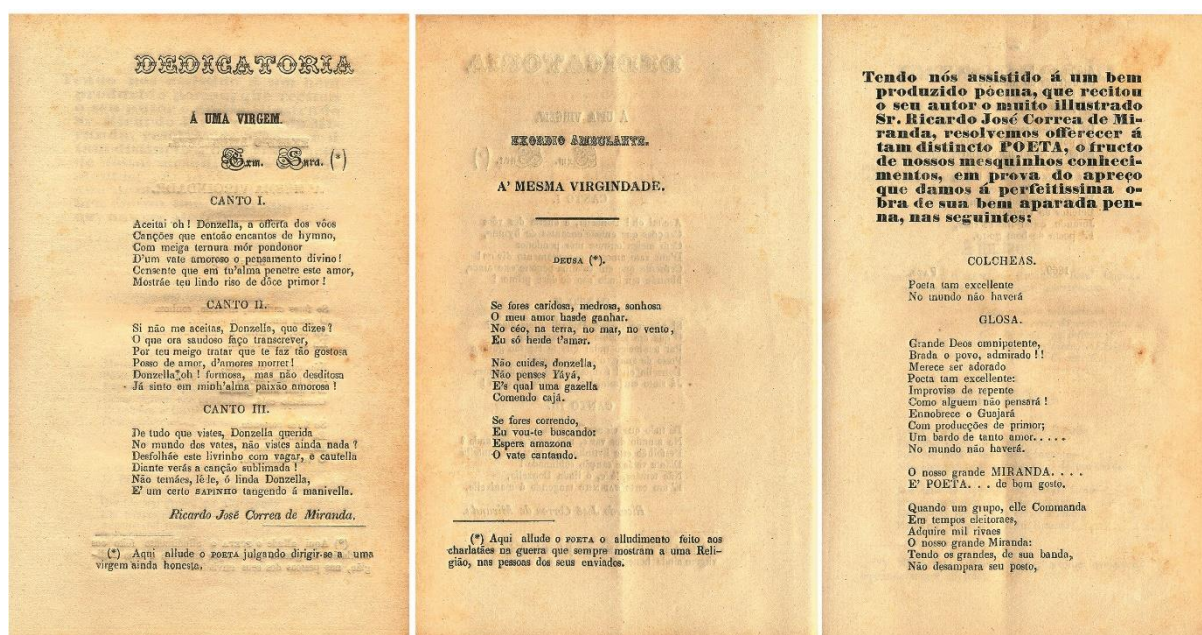 DEDICATORIA
Á UMA VIRGEM.
Exm. Snra. (*)
CANTO I.
Aceitai oh! Donzella, a offerta dos vôos
Canções que entoão encantos de hymno,
Com meiga ternura mór pondonor
D'um vate amoroso o pensamento divino!
Consente que em tu'alma penetre este amor,
Mostráe teu lindo riso de dôce primor!
CANTO II.
Si não me aceitas, Donzella, que dizes?
O que ora saudoso faço transcrever,
Por teu meigo tratar que te faz tão gostosa
Posso de amor, d'amores morrer!
Donzella, oh! formosa, mas não desditosa
Já sinto em minh'alma paixão amorosa!
CANTO III.
De tudo que vistes, Donzella querida
No mundo dos vates, não vistes ainda nada?
Desfolháe este livrinho com vagar, e cautella
Diante verás a canção sublimada!
Não temáes, lê-le, ó linda Donzella,
E' um certo SAPINHO tangendo á manivella.
Ricardo José Correa de Miranda.
(*) Aqui allude o POETA julgando dirigir-se a uma
virgem ainda honesta.
EXORDIO AMBULANTE.
A' MESMA VIRGINDADE.
DEUSA (*).
Se fores caridosa, medrosa, sonhosa
O meu amor hasde ganhar.
No céo, na terra, no mar, no vento,
Eu só heide t'amar.
Não cuides, donzella,
Não penses Yáyá,
E's qual uma gazella
Comendo cajá.
Se fores correndo,
Eu vou-te buscando:
Espera amazona
O vate cantando.
(*) Aqui allude o POETA o alludimento feito aos
charlatães na guerra que sempre mostram a uma Reli-
gião, nas pessoas dos seus enviados.
Tendo nós assistido á um bem
produzido poema, que recitou
o seu autor o muito illustrado
Sr. Ricardo José Correa de Mi-
randa, resolvemos offerecer á
tam distincto POETA, o fructo
de nossos mesquinhos conheci-
mentos, em prova do apreço
que damos á perfeitissima o-
bra de sua bem aparada pen-
na, nas seguintes:
COLCHEAS.
Poeta tam excellente
No mundo não haverá
GLOSA.
Grande Deos omnipotente,
Brada o povo, admirado!!
Merece ser adorado
Poeta tam excellente:
Improvisa de repente
Como alguem não pensará!
Ennobrece o Guajará
Com producções de primor;
Um bardo de tanto amor.....
No mundo não haverá.
O nosso grande MIRANDA. . . .
E' POETA. . . de bom gosto.
Quando um grupo, elle Commanda
Em tempos eleitoraes,
Adquire mil rivaes
O nosso grande Miranda:
Tendo os grandes, de sua banda,
Não desampara seu posto,